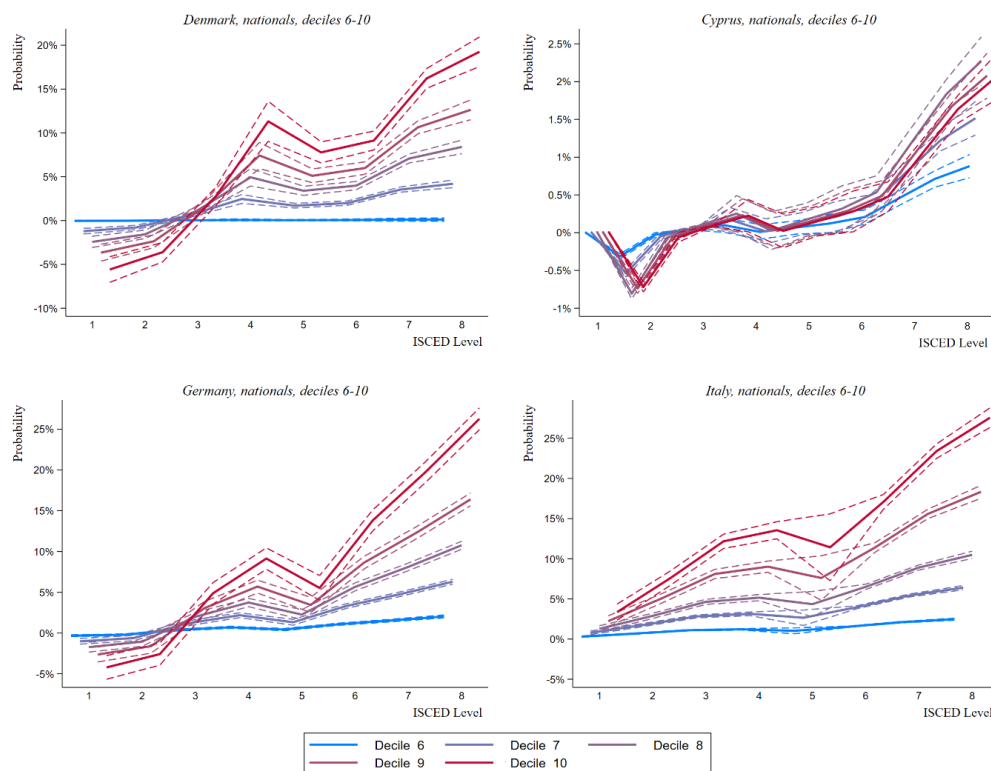 Denmark, nationals, deciles 6-10
Probability
20%
15%
10%
5%
0%
-5%
-10%
1 2 3 4 5 6 7 8
ISCED Level
Cyprus, nationals, deciles 6-10
Probability
2.5%
2%
1.5%
1%
0.5%
0%
-0.5%
-1%
1 2 3 4 5 6 7 8
ISCED Level
Germany, nationals, deciles 6-10
Probability
25%
20%
15%
10%
5%
0%
-5%
1 2 3 4 5 6 7 8
ISCED Level
Italy, nationals, deciles 6-10
Probability
25%
20%
15%
10%
5%
0%
1 2 3 4 5 6 7 8
ISCED Level
Decile 6 Decile 7 Decile 8
Decile 9 Decile 10